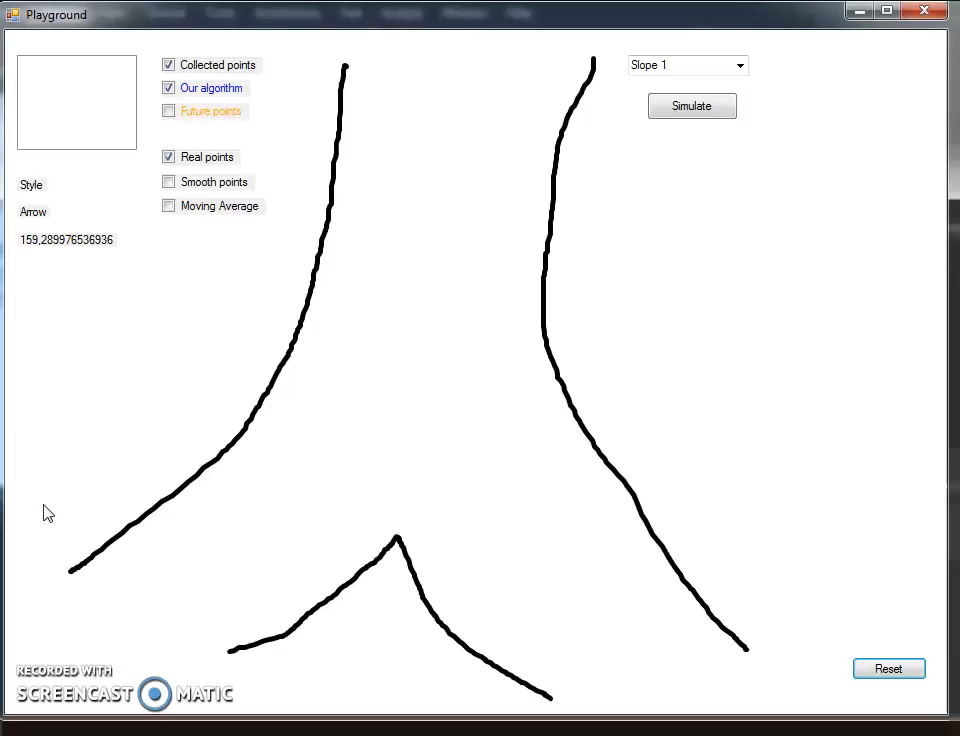 Playground
Collected points
Our algorithm
Future points
Real points
Smooth points
Moving Average
Style
Arrow
159,289976536936
Slope 1
Simulate
Reset
RECORDED WITH
SCREENCAST MATIC